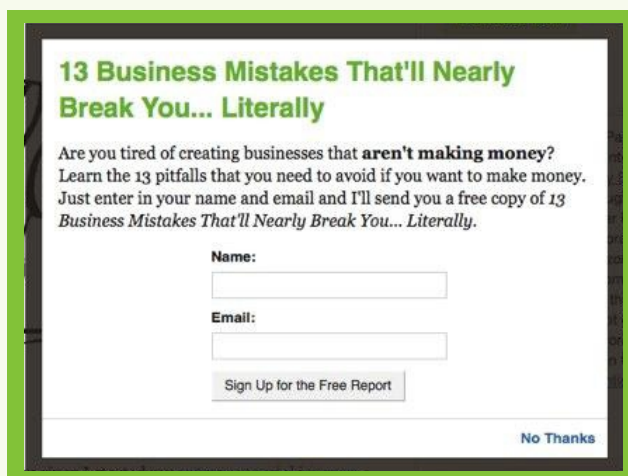 13 Business Mistakes That'll Nearly
Break You... Literally
Are you tired of creating businesses that aren't making money?
Learn the 13 pitfalls that you need to avoid if you want to make money.
Just enter in your name and email and I'll send you a free copy of 13
Business Mistakes That'll Nearly Break You... Literally.
Name:
Email:
Sign Up for the Free Report
No Thanks